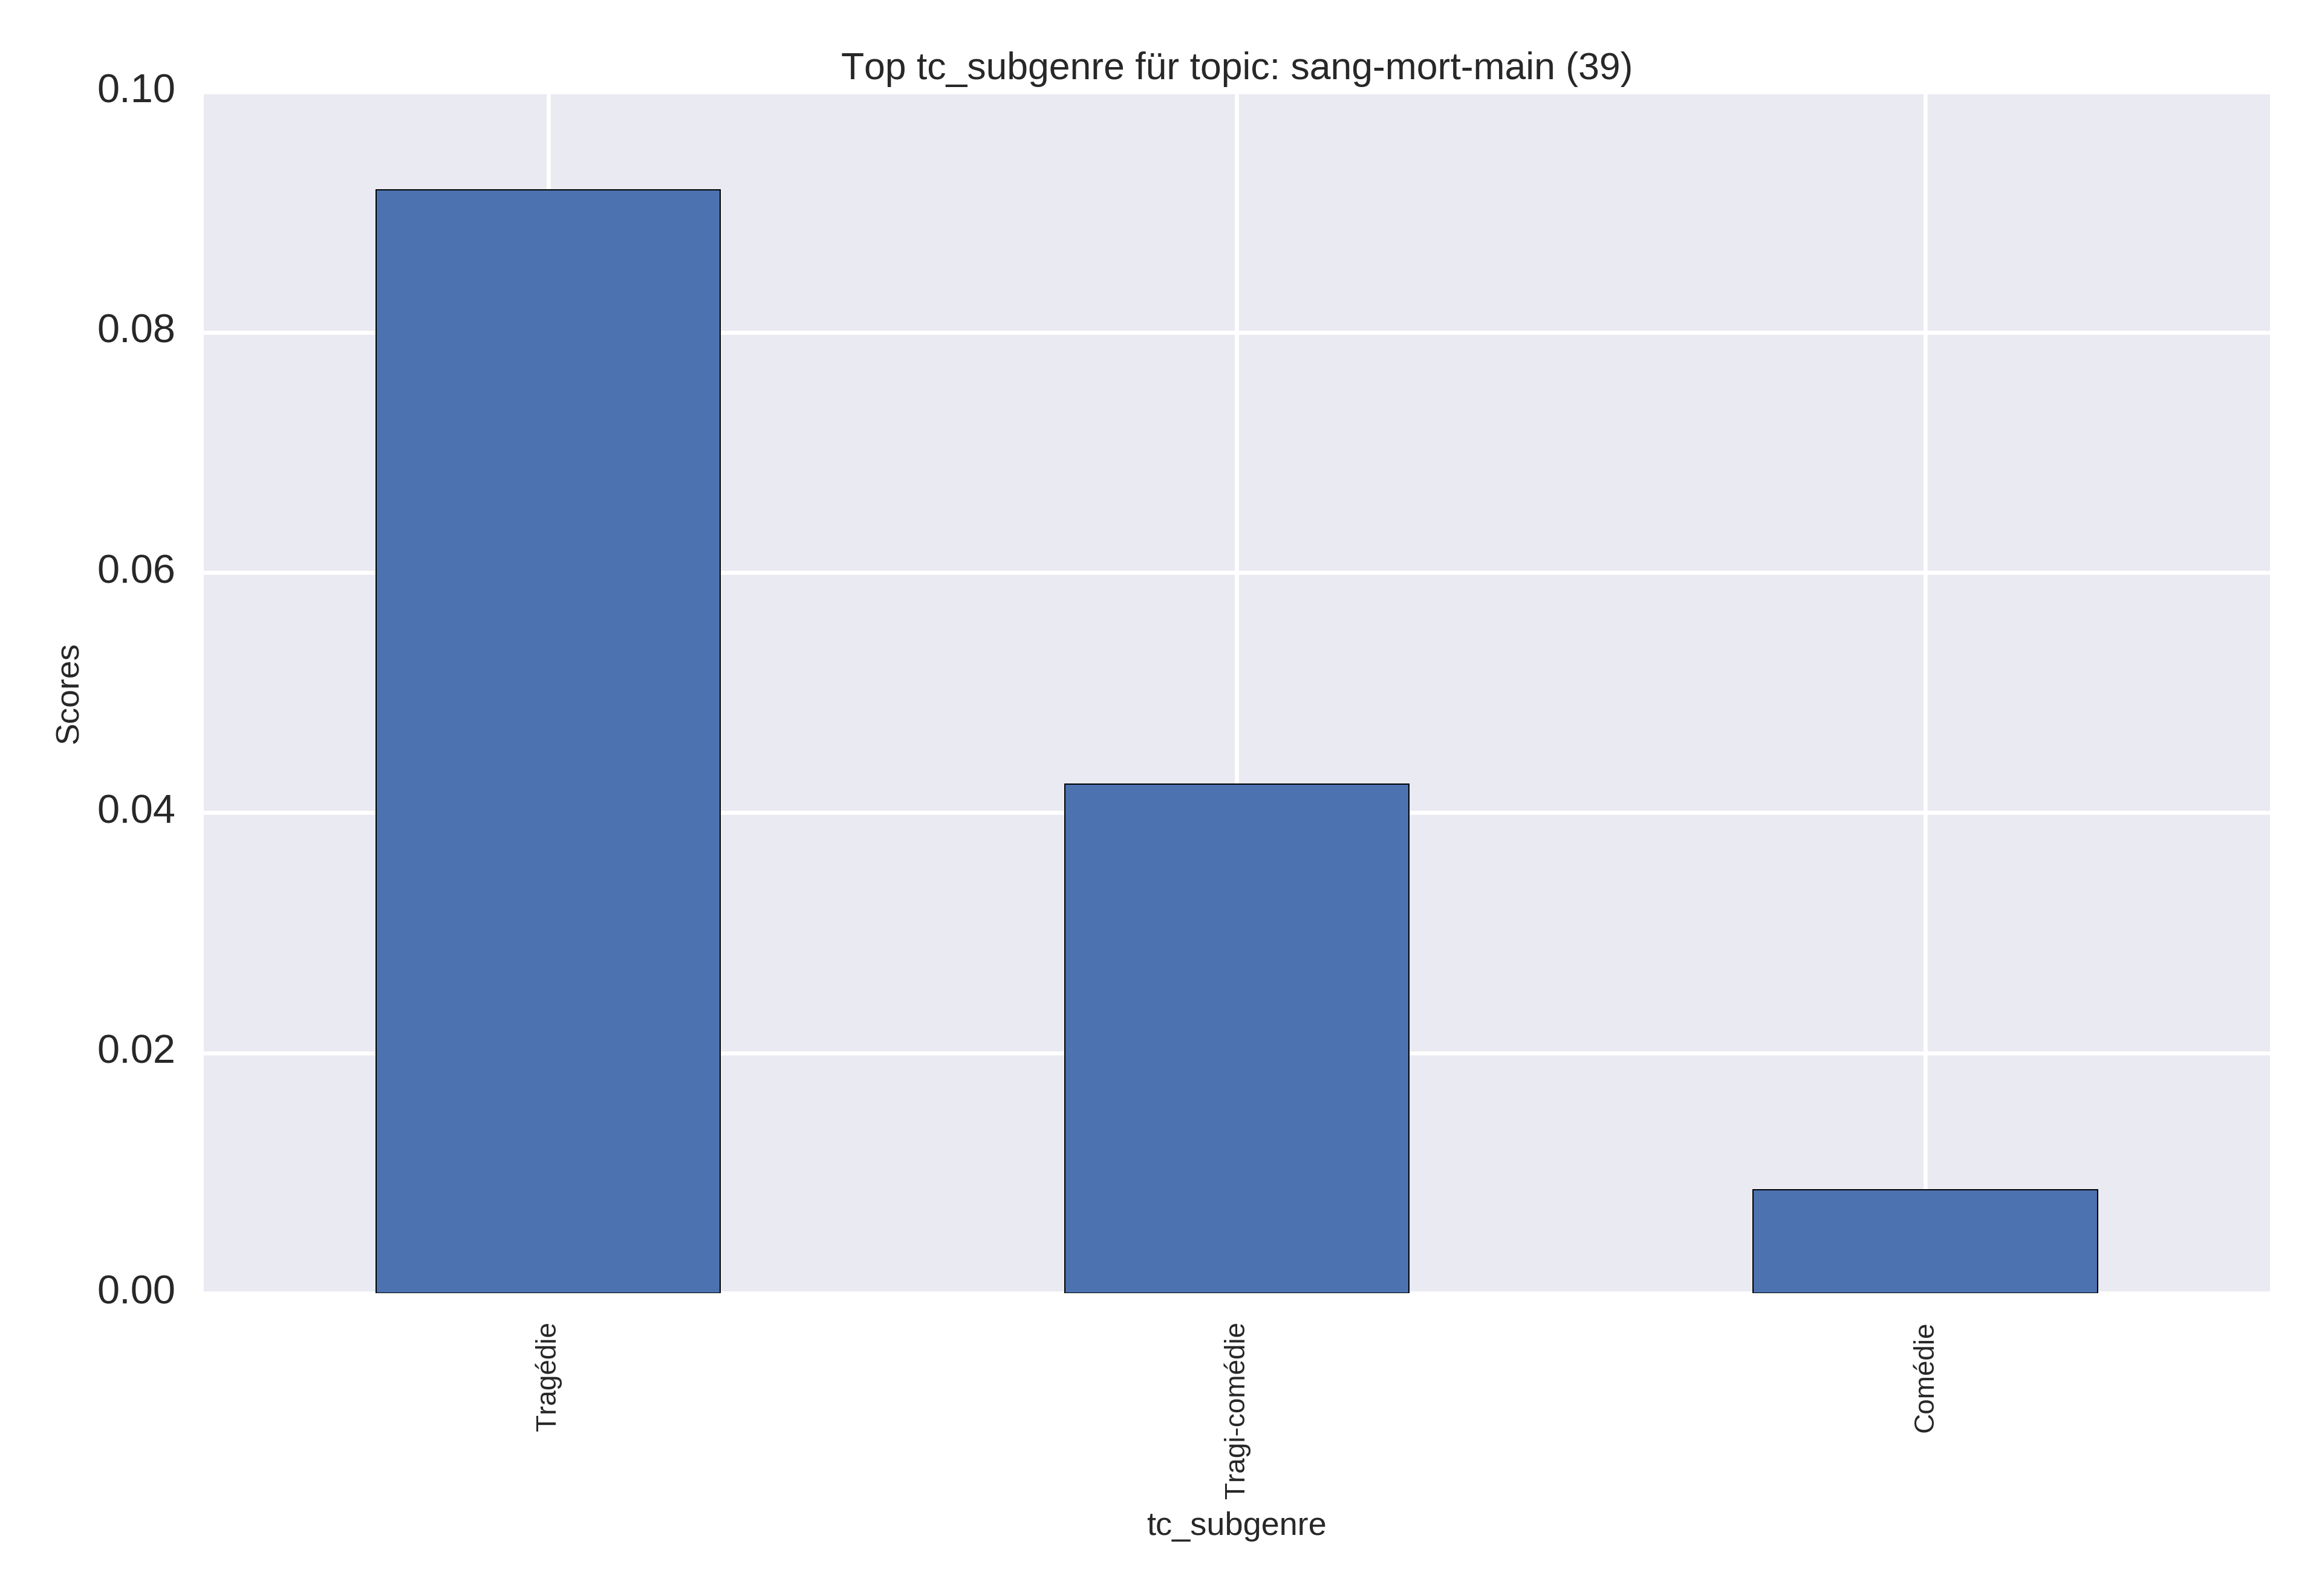 Top tc_subgenre für topic: sang-mort-main (39)
0.10
0.08
0.06
0.04
0.02
0.00
Scores
Tragédie
Tragi-comédie
Comédie
tc_subgenre